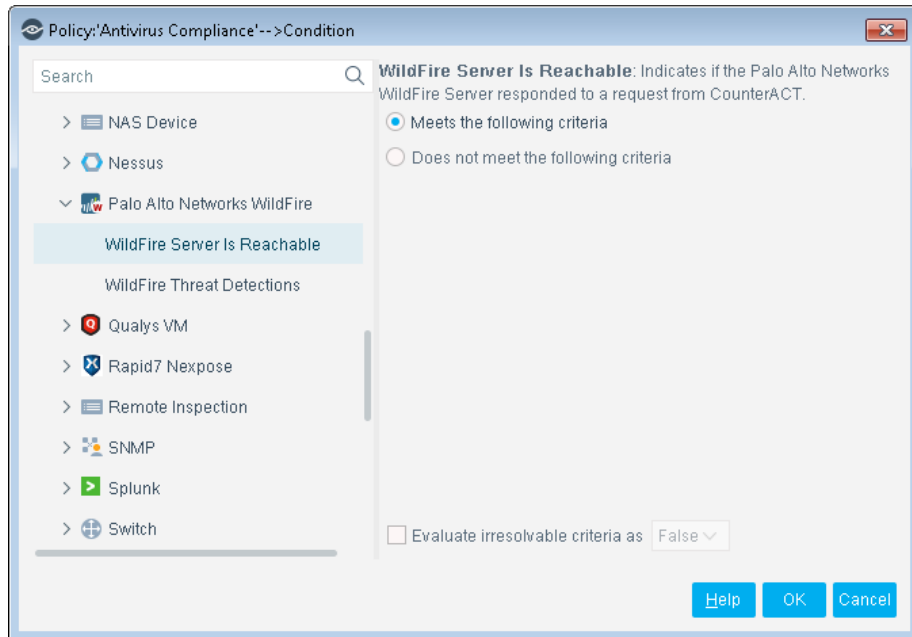 Policy:'Antivirus Compliance'-->Condition
Search
WildFire Server Is Reachable: Indicates if the Palo Alto Networks
WildFire Server responded to a request from CounterACT.
Meets the following criteria
Does not meet the following criteria
NAS Device
Nessus
Palo Alto Networks WildFire
WildFire Server Is Reachable
WildFire Threat Detections
Qualys VM
Rapid7 Nexpose
Remote Inspection
SNMP
Splunk
Switch
Evaluate irresolvable criteria as False
Help OK Cancel